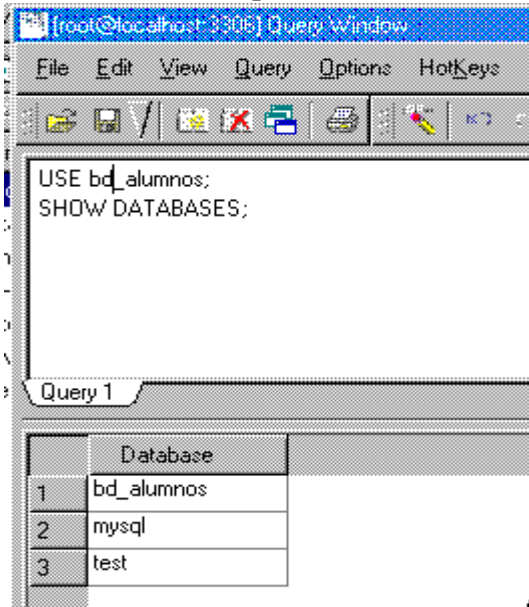 [root@localhost:3306] Query Window
File Edit View Query Options HotKeys
USE bd_alumnos;
SHOW DATABASES;
Query 1
Database
1 bd_alumnos
2 mysql
3 test